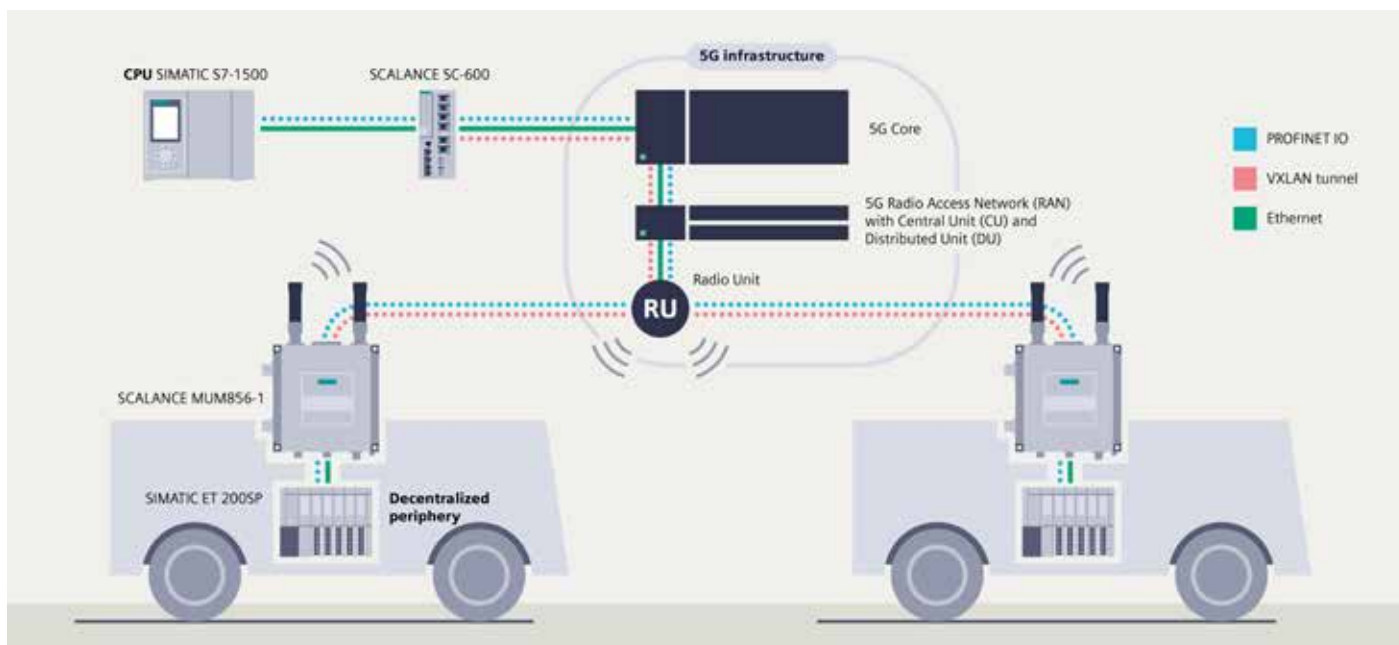 5G infrastructure
CPU SIMATIC S7-1500
SCALANCE SC-600
5G Core
PROFINET IO
VXLAN tunnel
Ethernet
5G Radio Access Network (RAN)
with Central Unit (CU) and
Distributed Unit (DU)
Radio Unit
RU
SCALANCE MUM856-1
SIMATIC ET 200SP
Decentralized
periphery